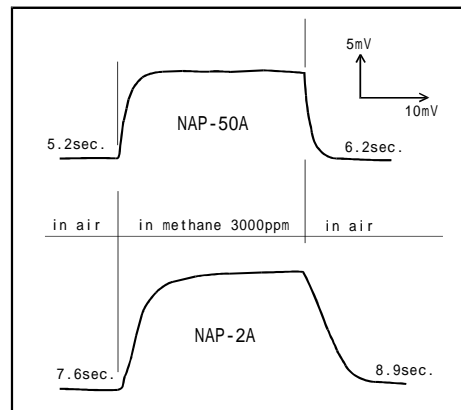 5mV
10mV
NAP-50A
5.2sec.
6.2sec.
in air
in methane 3000ppm
in air
NAP-2A
7.6sec.
8.9sec.